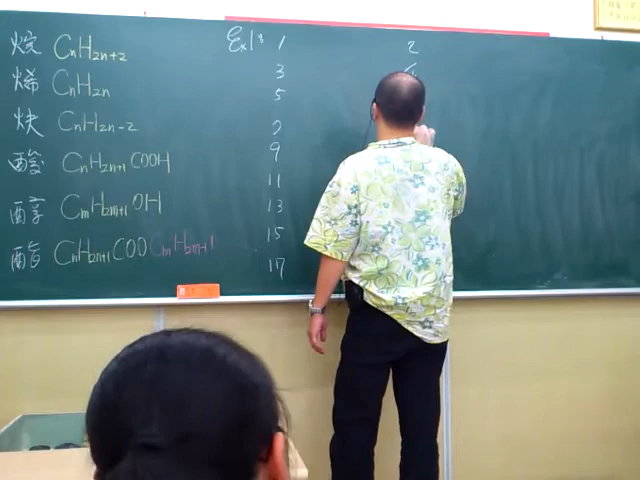 烷 CnH2n+2
烯 CnH2n
炔 CnH2n-2
酸 CnH2n+1COOH
醇 CmH2m+1OH
酯 CnH2n+1COOCmH2m+1
Ex1:
1
3
5
7
9
11
13
15
17
2